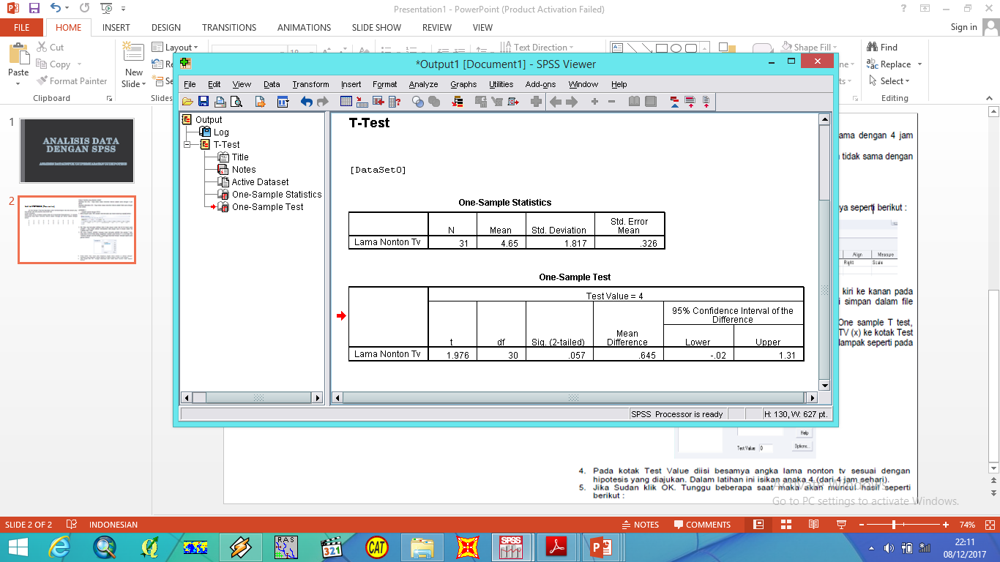 Presentation1 - PowerPoint (Product Activation Failed)
FILE HOME INSERT DESIGN TRANSITIONS ANIMATIONS SLIDE SHOW REVIEW VIEW Sign in
Paste
Cut
Copy
Format Painter
Clipboard
New Slide
Layout
Slides
Text Direction
Shape Fill
Find
Replace
Select
Editing
1
ANALISIS DATA
DENGAN SPSS
2
*Output1 [Document1] - SPSS Viewer
File Edit View Data Transform Insert Format Analyze Graphs Utilities Add-ons Window Help
Output
Log
T-Test
Title
Notes
Active Dataset
One-Sample Statistics
One-Sample Test
T-Test
[DataSet0]
One-Sample Statistics
N Mean Std. Deviation Std. Error Mean
Lama Nonton Tv 31 4.65 1.817 .326
One-Sample Test
Test Value = 4
95% Confidence Interval of the Difference
t df Sig. (2-tailed) Mean Difference Lower Upper
Lama Nonton Tv 1.976 30 .057 .645 -.02 1.31
SPSS Processor is ready
H: 130, W: 627 pt.
ama dengan 4 jam
tidak sama dengan
ya seperti berikut :
Align Measure
Right Scale
kiri ke kanan pada
simpan dalam file
One sample T test,
TV (x) ke kotak Test
lampak seperti pada
Help
Test Value 0 Options...
4. Pada kotak Test Value diisi besarnya angka lama nonton tv sesuai dengan
hipotesis yang diajukan. Dalam latihan ini isikan angka 4 (dari 4 jam sehari).
5. Jika Sudan klik OK. Tunggu beberapa saat maka akan muncul hasil seperti
berikut :
Activate Windows
Go to PC settings to activate Windows.
SLIDE 2 OF 2 INDONESIAN NOTES COMMENTS 74%
RAS
321
CAT
SPSS
22:11
08/12/2017